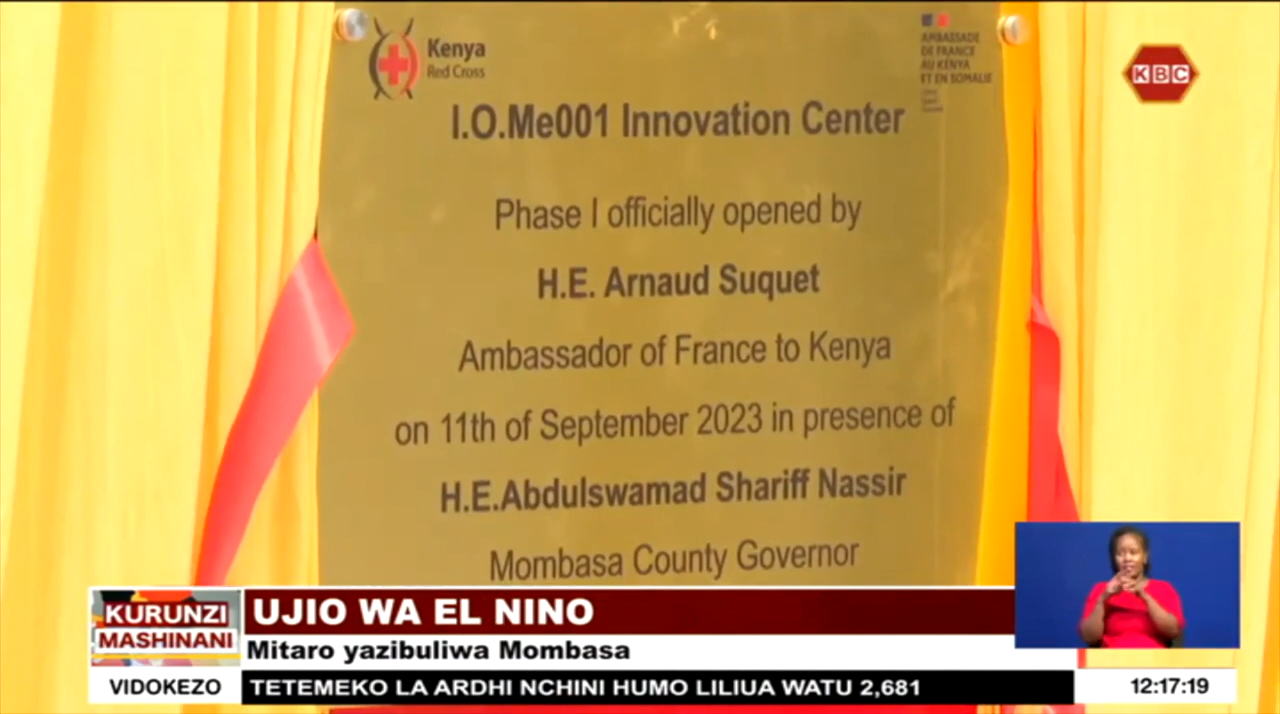 Kenya
Red Cross
AMBASSADE
DE FRANCE
AU KENYA
ET EN SOMALIE
KBC
I.O.Me001 Innovation Center
Phase I officially opened by
H.E. Arnaud Suquet
Ambassador of France to Kenya
on 11th of September 2023 in presence of
H.E.Abdulswamad Shariff Nassir
Mombasa County Governor
KURUNZI
MASHINANI
UJIO WA EL NINO
Mitaro yazibuliwa Mombasa
VIDOKEZO
TETEMEKO LA ARDHI NCHINI HUMO LILIUA WATU 2,681
12:17:19